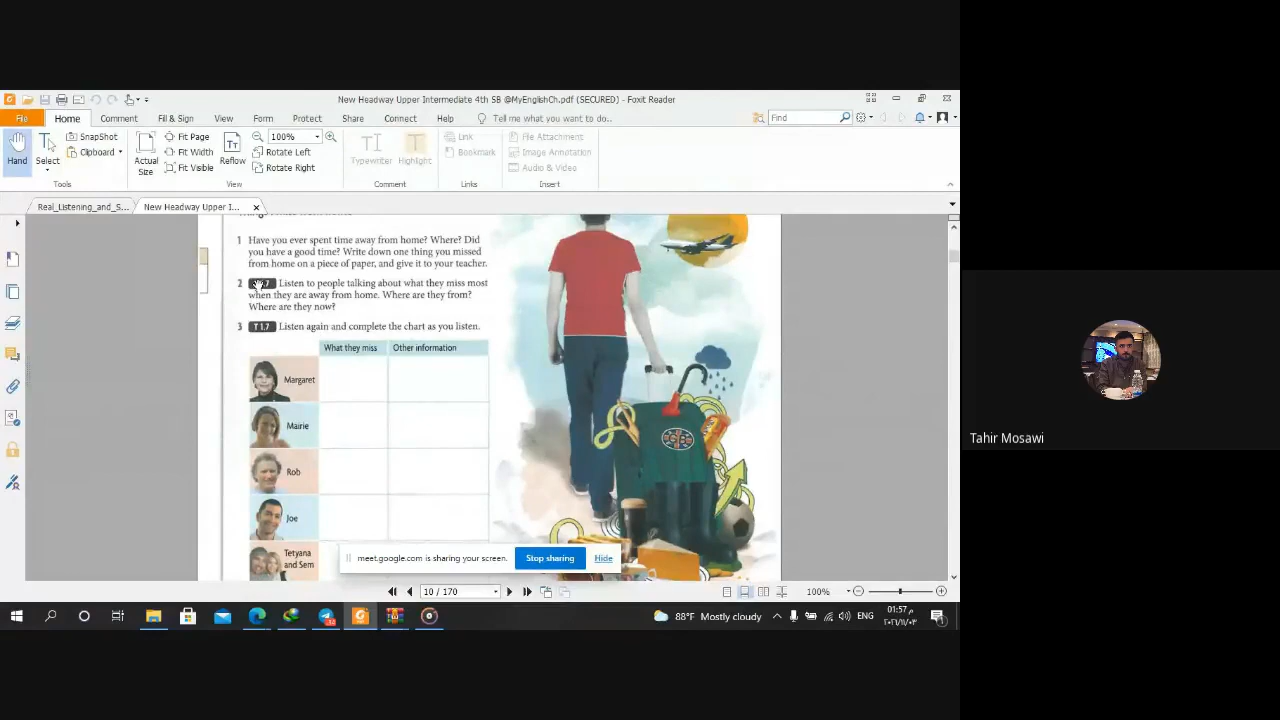 New Headway Upper Intermediate 4th SB @MyEnglishCh.pdf (SECURED) - Foxit Reader
File Home Comment Fill & Sign View Form Protect Share Connect Help Tell me what you want to do.. Find
Hand
Select
SnapShot
Clipboard
Actual Size
Fit Page
Fit Width
Fit Visible
Reflow
100%
Rotate Left
Rotate Right
Typewriter
Highlight
Link
Bookmark
File Attachment
Image Annotation
Audio & Video
Tools View Comment Links Insert
Real_Listening_and_S... New Headway Upper I...
1 Have you ever spent time away from home? Where? Did
you have a good time? Write down one thing you missed
from home on a piece of paper, and give it to your teacher.
2 Listen to people talking about what they miss most
when they are away from home. Where are they from?
Where are they now?
3 T 1.7 Listen again and complete the chart as you listen.
What they miss Other information
Margaret
Mairie
Rob
Joe
Tetyana
and Sem
meet.google.com is sharing your screen. Stop sharing Hide
10 / 170
100%
88°F Mostly cloudy ENG
01:57 م
٢٠٢١/١١/٠٣
Tahir Mosawi